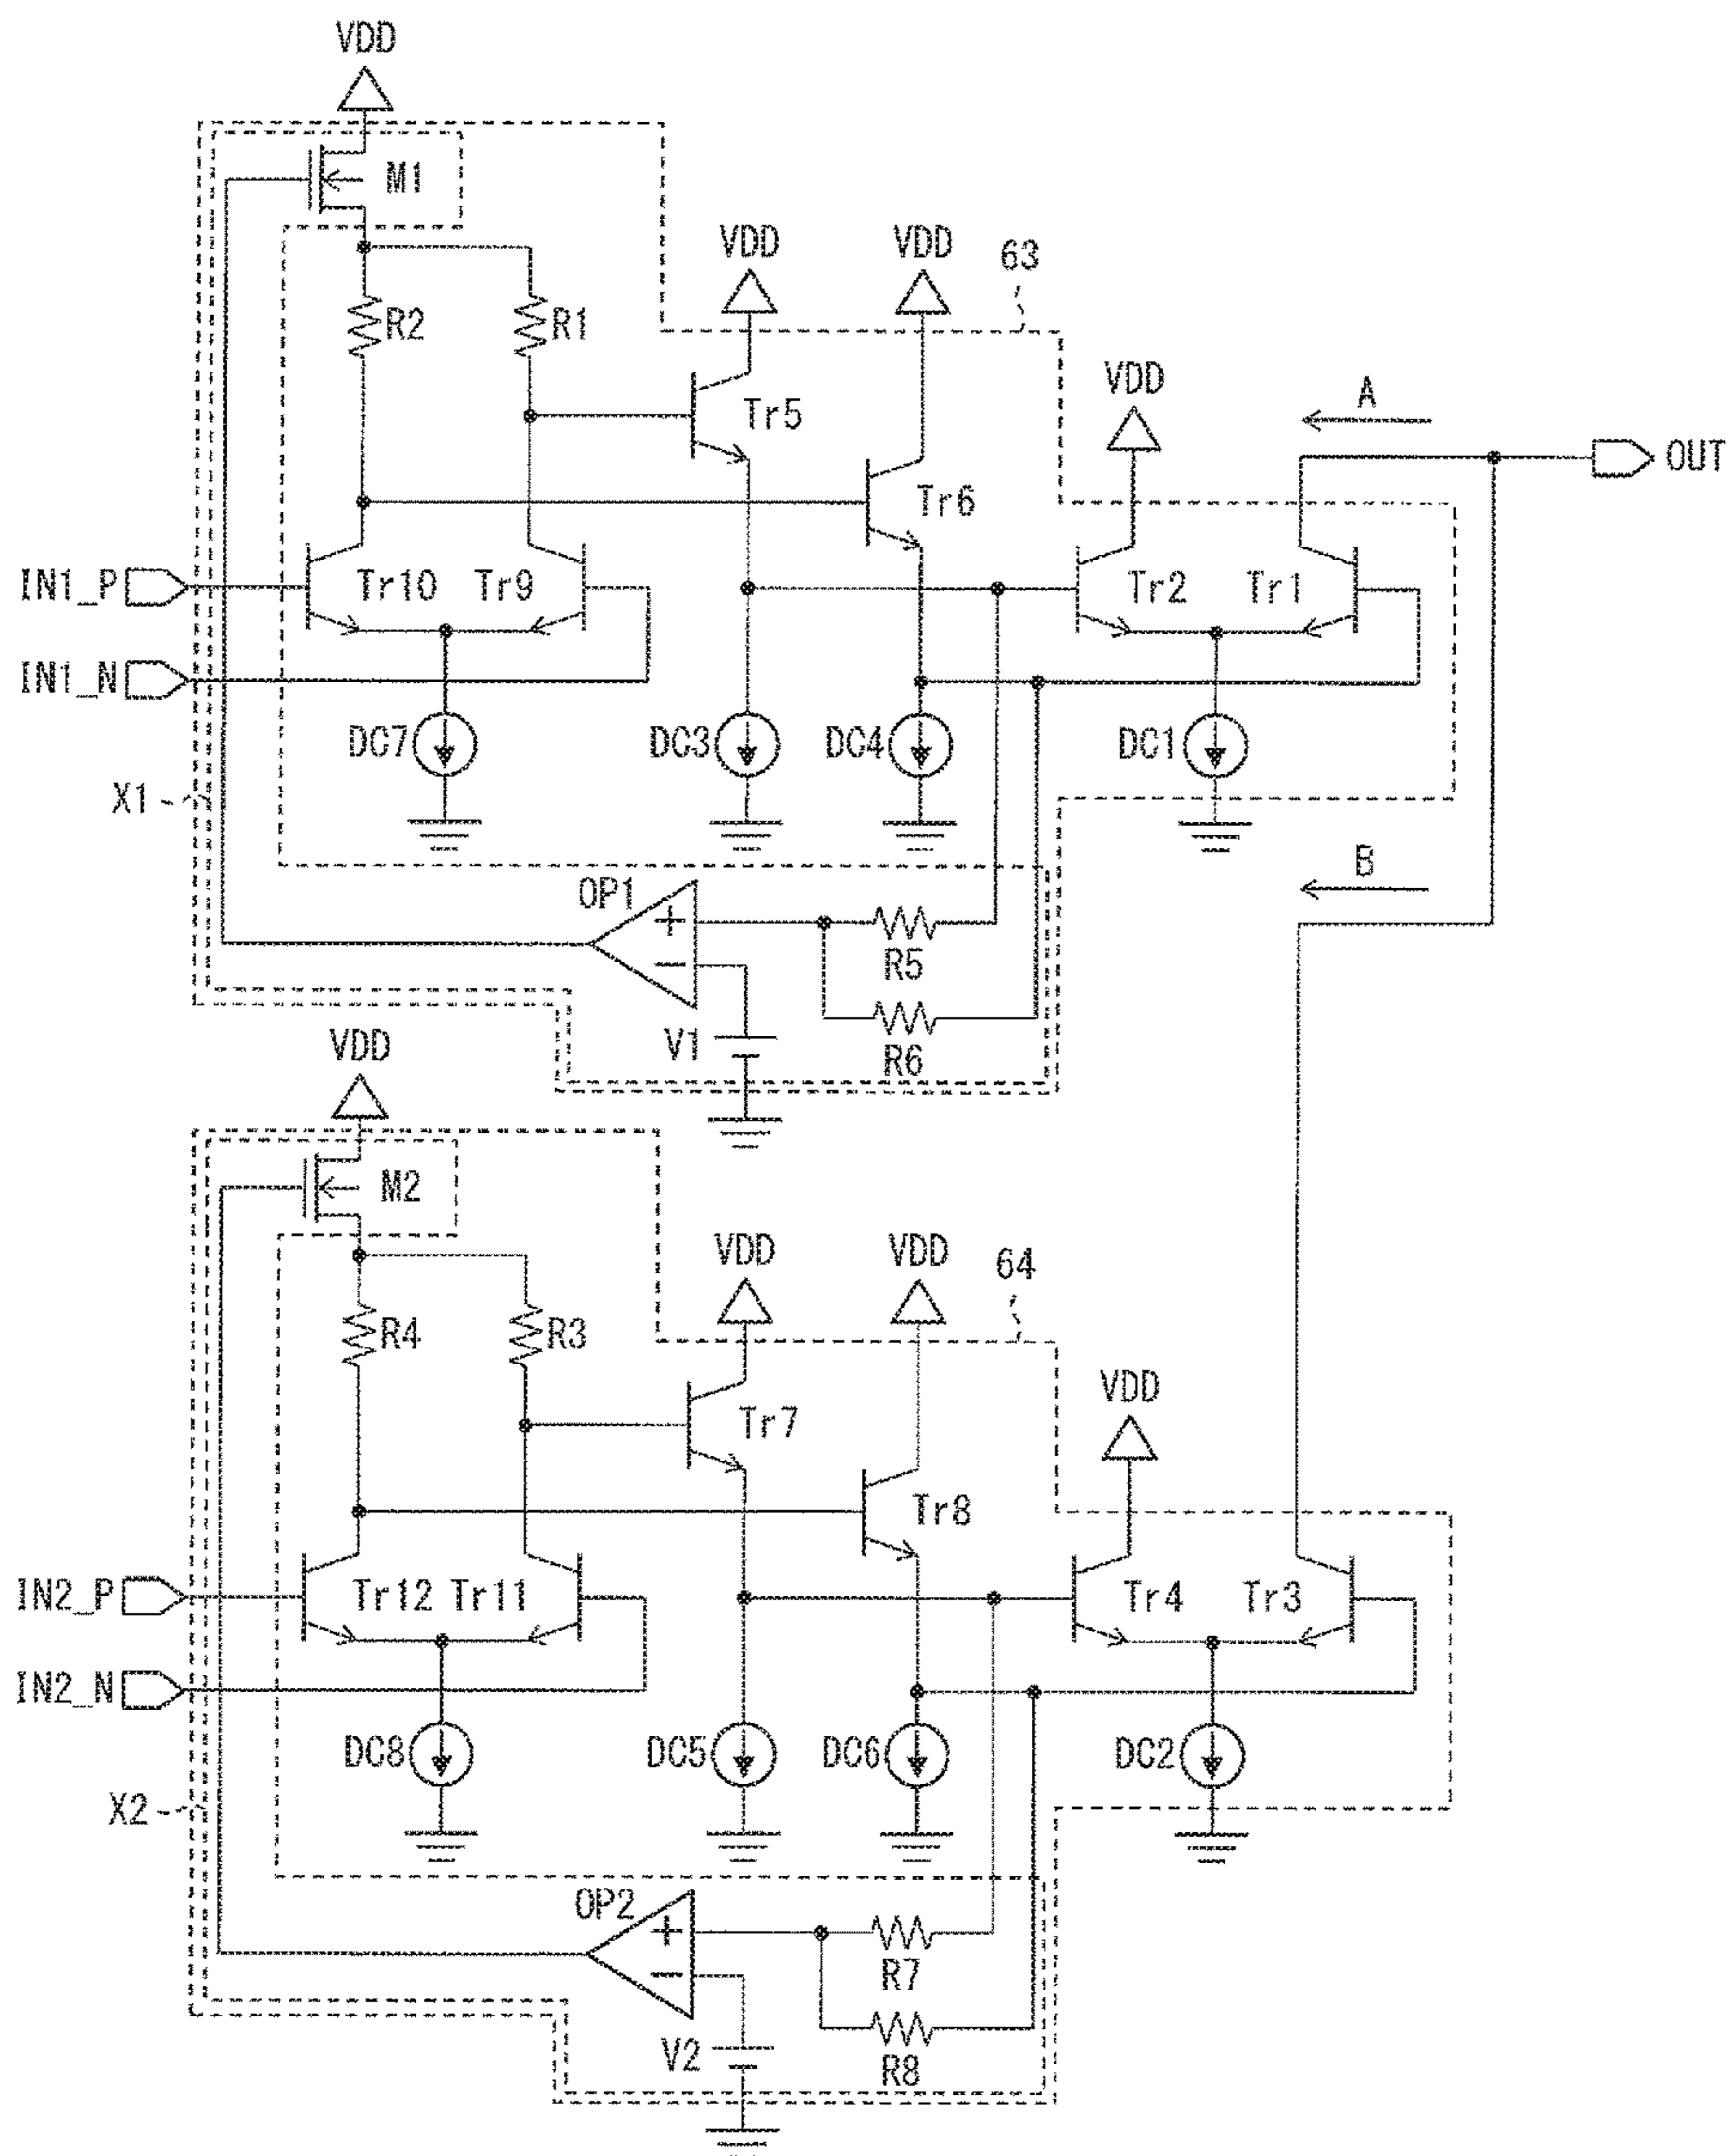 VDD
M1
VDD
VDD
63
R2
R1
VDD
A
Tr5
OUT
Tr6
IN1_P
Tr10
Tr9
Tr2
Tr1
IN1_N
DC7
DC3
DC4
DC1
X1
B
OP1
+
−
R5
V1
R6
VDD
M2
VDD
VDD
64
R4
R3
VDD
Tr7
Tr8
IN2_P
Tr12
Tr11
Tr4
Tr3
IN2_N
DC8
DC5
DC6
DC2
X2
OP2
+
−
R7
V2
R8